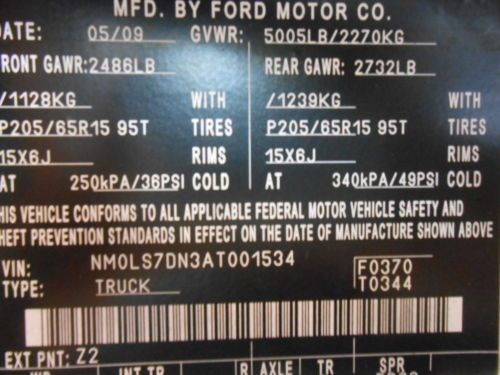 MFD. BY FORD MOTOR CO.
DATE: 05/09 GVWR: 5005LB/2270KG
FRONT GAWR: 2486LB REAR GAWR: 2732LB
/1128KG WITH /1239KG WITH
P205/65R15 95T TIRES P205/65R15 95T TIRES
15X6J RIMS 15X6J RIMS
AT 250kPA/36PSI COLD AT 340kPA/49PSI COLD
THIS VEHICLE CONFORMS TO ALL APPLICABLE FEDERAL MOTOR VEHICLE SAFETY AND
THEFT PREVENTION STANDARDS IN EFFECT ON THE DATE OF MANUFACTURE SHOWN ABOVE
VIN: NM0LS7DN3AT001534 F0370
TYPE: TRUCK T0344
EXT PNT: Z2
WB INT TR R AXLE TR SPR